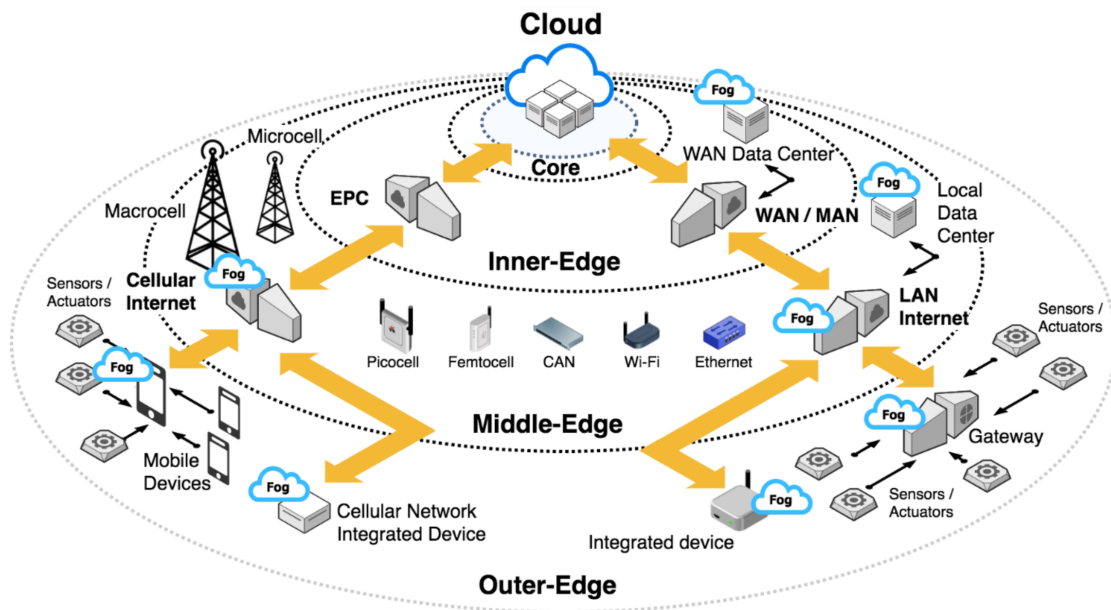 Cloud
Fog
Microcell
Core
WAN Data Center
Fog
EPC
WAN / MAN
Local
Data
Center
Macrocell
Inner-Edge
Fog
Cellular
Internet
LAN
Internet
Sensors /
Actuators
Fog
Sensors /
Actuators
Picocell
Femtocell
CAN
Wi-Fi
Ethernet
Fog
Fog
Middle-Edge
Gateway
Mobile
Devices
Fog
Cellular Network
Integrated Device
Fog
Integrated device
Sensors /
Actuators
Outer-Edge